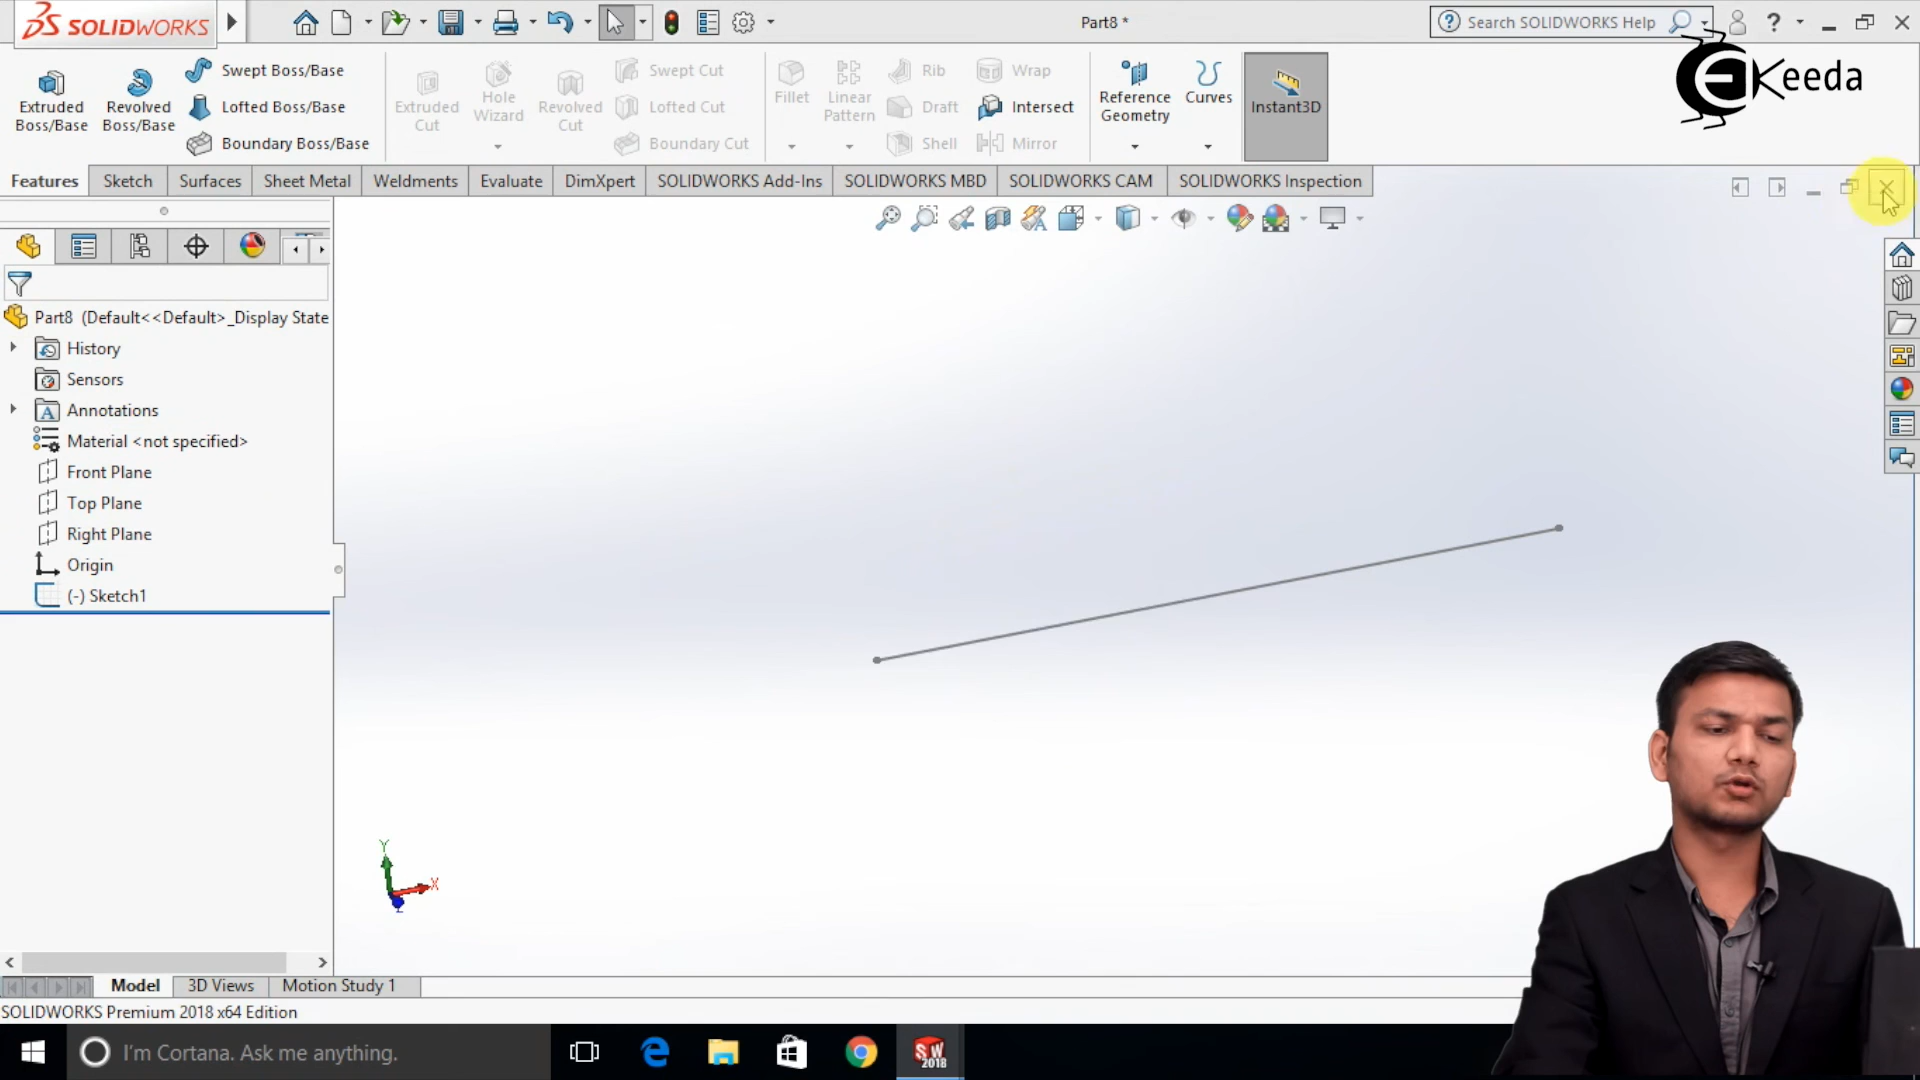 SOLIDWORKS
Part8 *
Search SOLIDWORKS Help
Keeda
Extruded Boss/Base
Revolved Boss/Base
Swept Boss/Base
Lofted Boss/Base
Boundary Boss/Base
Extruded Cut
Hole Wizard
Revolved Cut
Swept Cut
Lofted Cut
Boundary Cut
Fillet
Linear Pattern
Rib
Draft
Shell
Wrap
Intersect
Mirror
Reference Geometry
Curves
Instant3D
Features
Sketch
Surfaces
Sheet Metal
Weldments
Evaluate
DimXpert
SOLIDWORKS Add-Ins
SOLIDWORKS MBD
SOLIDWORKS CAM
SOLIDWORKS Inspection
Part8 (Default<<Default>_Display State
History
Sensors
Annotations
Material <not specified>
Front Plane
Top Plane
Right Plane
Origin
(-) Sketch1
Y
X
Z
Model
3D Views
Motion Study 1
SOLIDWORKS Premium 2018 x64 Edition
I'm Cortana. Ask me anything.
SW
2018